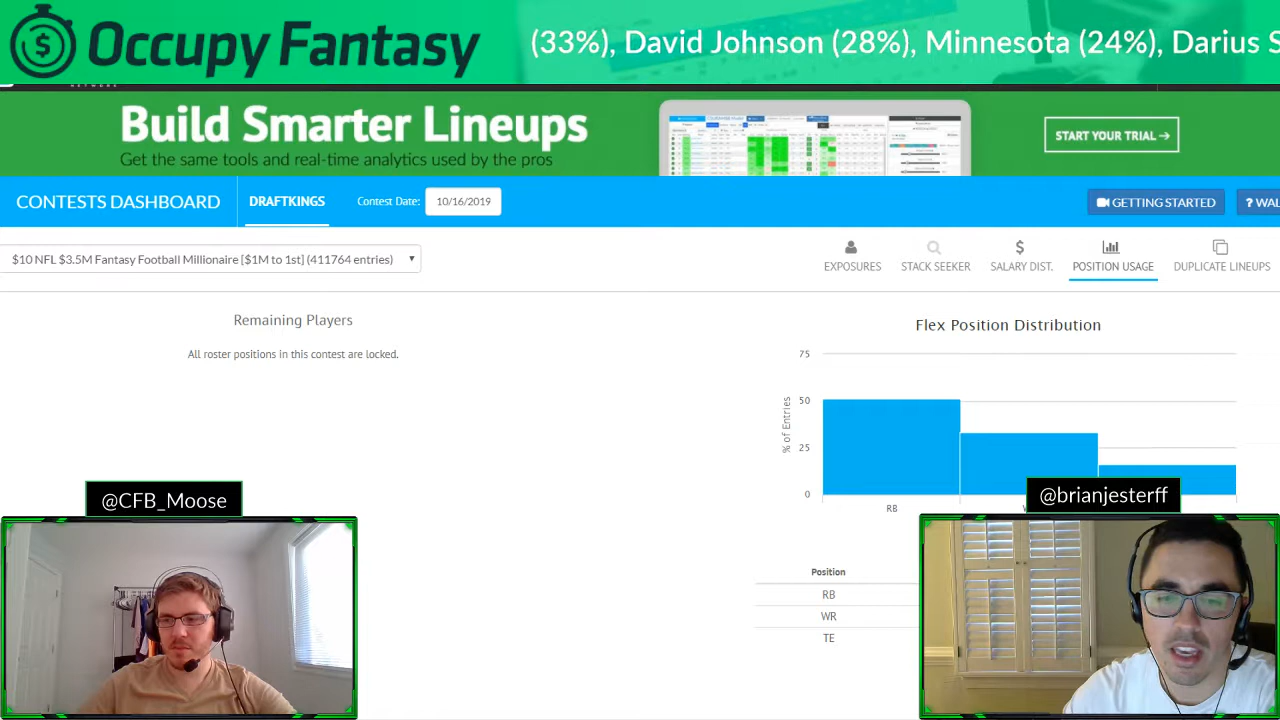 Occupy Fantasy
(33%), David Johnson (28%), Minnesota (24%), Darius S
Build Smarter Lineups
Get the same tools and real-time analytics used by the pros
START YOUR TRIAL →
CONTESTS DASHBOARD
DRAFTKINGS
Contest Date:
10/16/2019
GETTING STARTED
? WAL
$10 NFL $3.5M Fantasy Football Millionaire [$1M to 1st] (411764 entries)
EXPOSURES
STACK SEEKER
SALARY DIST.
POSITION USAGE
DUPLICATE LINEUPS
Remaining Players
All roster positions in this contest are locked.
Flex Position Distribution
75
50
25
0
% of Entries
RB
Position
RB
WR
TE
@CFB_Moose
@brianjesterff